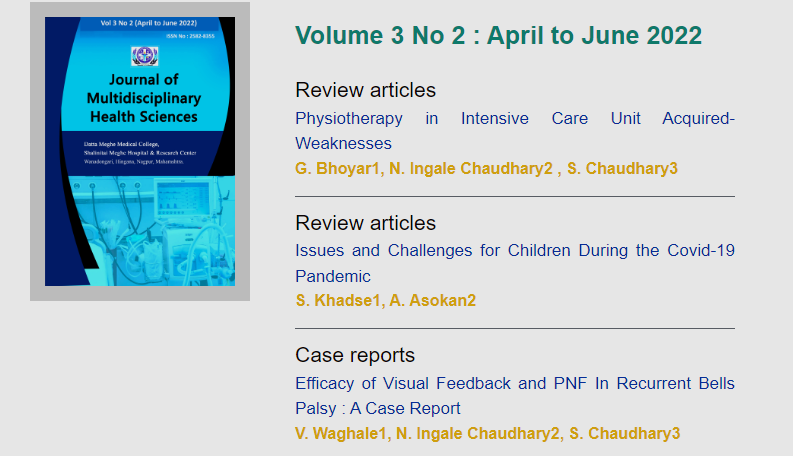 Vol 3 No 2 (April to June 2022)
ISSN No : 2582-8355
Journal of
Multidisciplinary
Health Sciences
Datta Meghe Medical College,
Shalinitai Meghe Hospital & Research Center
Wanadongari, Hingana, Nagpur, Maharashtra.
Volume 3 No 2 : April to June 2022
Review articles
Physiotherapy in Intensive Care Unit Acquired-
Weaknesses
G. Bhoyar1, N. Ingale Chaudhary2 , S. Chaudhary3
Review articles
Issues and Challenges for Children During the Covid-19
Pandemic
S. Khadse1, A. Asokan2
Case reports
Efficacy of Visual Feedback and PNF In Recurrent Bells
Palsy : A Case Report
V. Waghale1, N. Ingale Chaudhary2, S. Chaudhary3